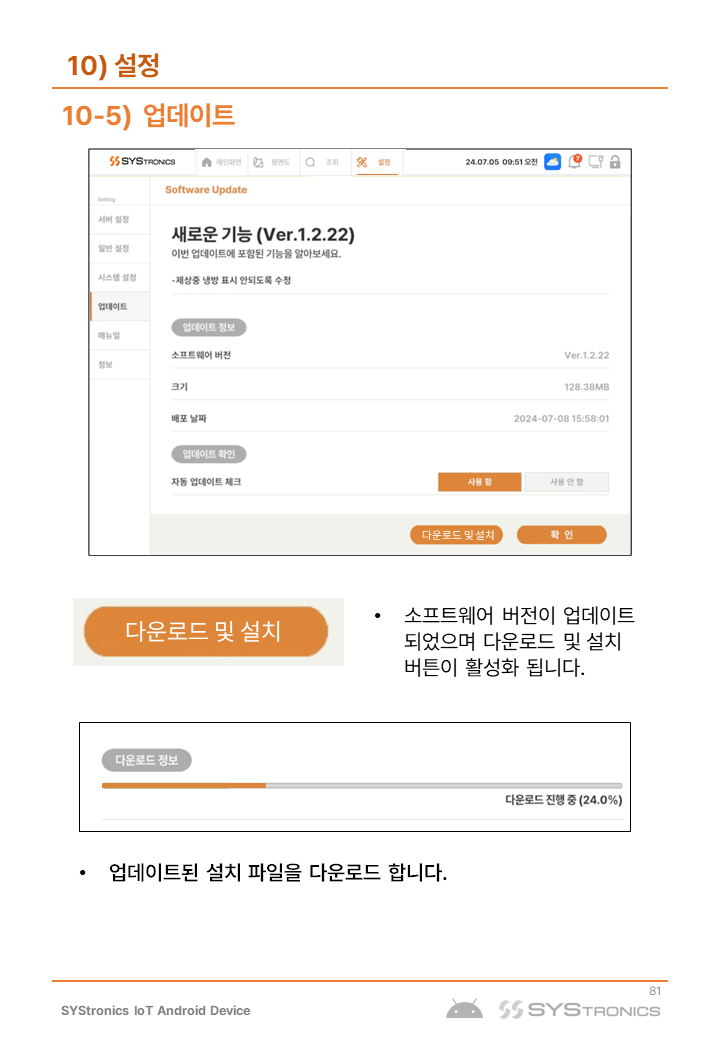 10) 설정
10-5) 업데이트
SYSTRONICS
메인화면
평면도
조회
설정
24.07.05 09:51 오전
7
Setting
Software Update
서버 설정
일반 설정
시스템 설정
업데이트
매뉴얼
정보
새로운 기능 (Ver.1.2.22)
이번 업데이트에 포함된 기능을 알아보세요.
-제상중 냉방 표시 안되도록 수정
업데이트 정보
소프트웨어 버전 Ver.1.2.22
크기 128.38MB
배포 날짜 2024-07-08 15:58:01
업데이트 확인
자동 업데이트 체크 사용 함 사용 안 함
다운로드 및 설치 확 인
다운로드 및 설치
• 소프트웨어 버전이 업데이트
되었으며 다운로드 및 설치
버튼이 활성화 됩니다.
다운로드 정보
다운로드 진행 중 (24.0%)
• 업데이트된 설치 파일을 다운로드 합니다.
81
SYStronics IoT Android Device
SYSTRONICS